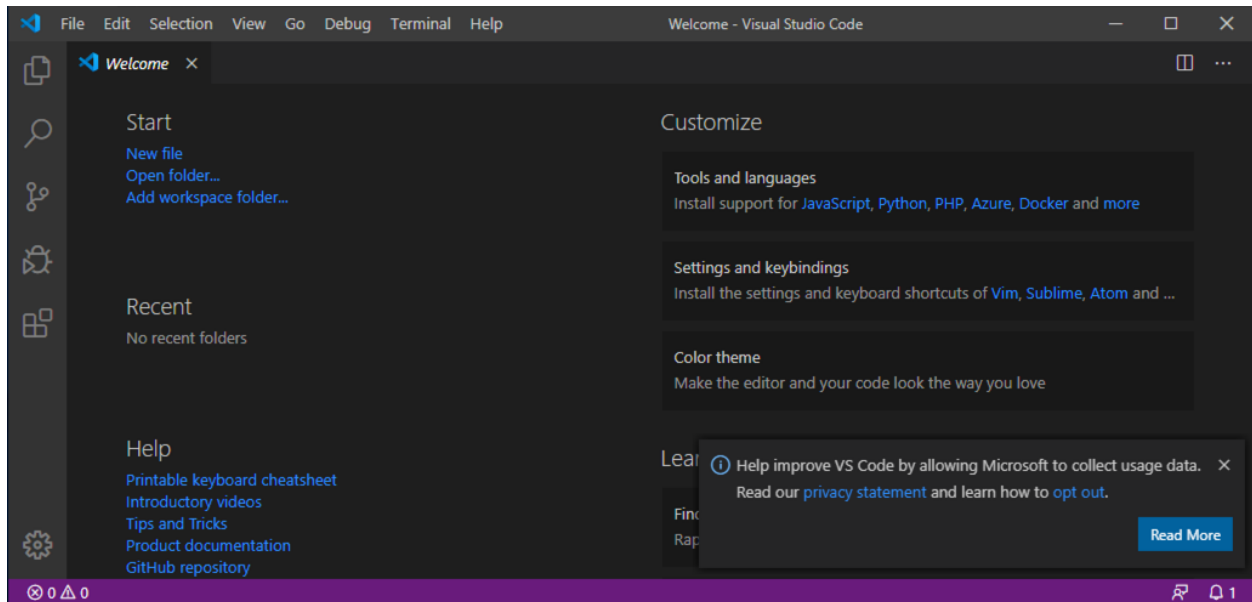 File Edit Selection View Go Debug Terminal Help Welcome - Visual Studio Code
Welcome
Start
New file
Open folder...
Add workspace folder...
Recent
No recent folders
Help
Printable keyboard cheatsheet
Introductory videos
Tips and Tricks
Product documentation
GitHub repository
Customize
Tools and languages
Install support for JavaScript, Python, PHP, Azure, Docker and more
Settings and keybindings
Install the settings and keyboard shortcuts of Vim, Sublime, Atom and ...
Color theme
Make the editor and your code look the way you love
Help improve VS Code by allowing Microsoft to collect usage data.
Read our privacy statement and learn how to opt out.
Read More
0 0
1